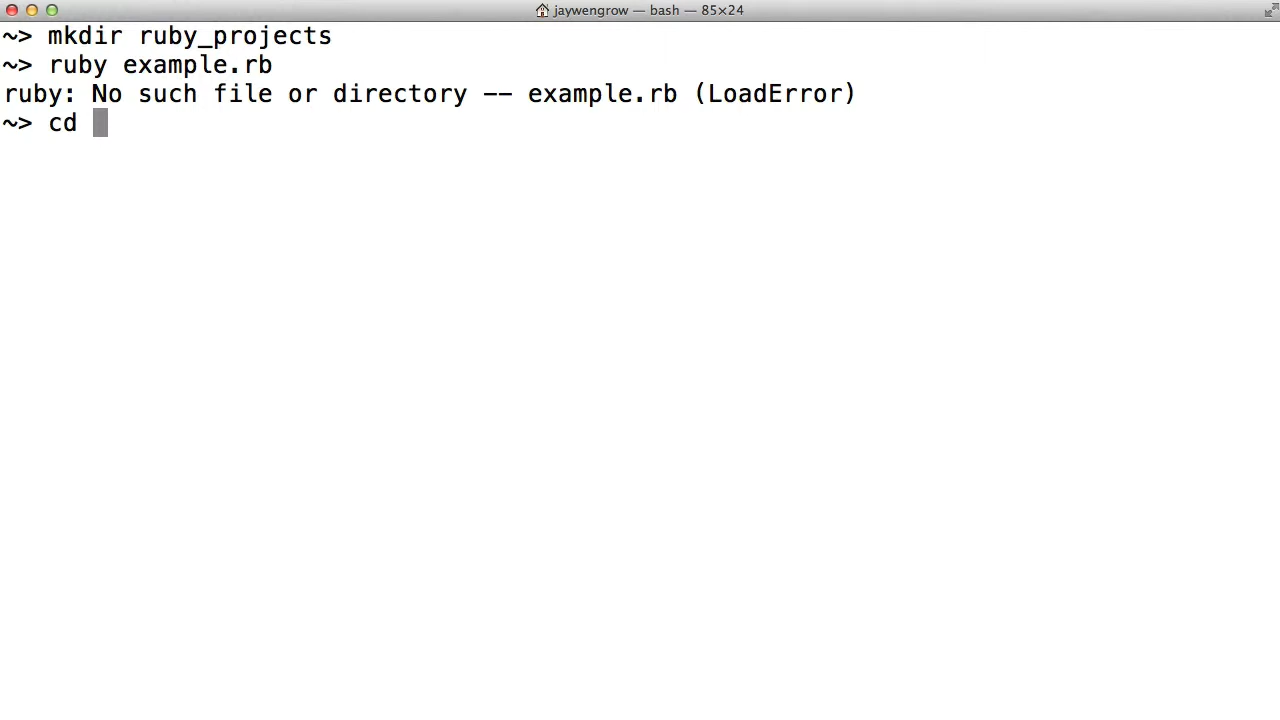 jaywengrow — bash — 85×24
~> mkdir ruby_projects
~> ruby example.rb
ruby: No such file or directory -- example.rb (LoadError)
~> cd